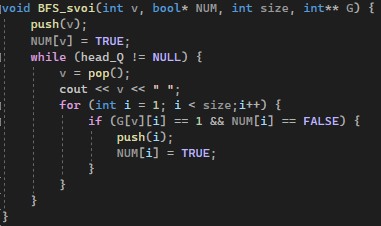 void BFS_svoi(int v, bool* NUM, int size, int** G) {
    push(v);
    NUM[v] = TRUE;
    while (head_Q != NULL) {
        v = pop();
        cout << v << " ";
        for (int i = 1; i < size;i++) {
            if (G[v][i] == 1 && NUM[i] == FALSE) {
                push(i);
                NUM[i] = TRUE;
            }
        }
    }
}